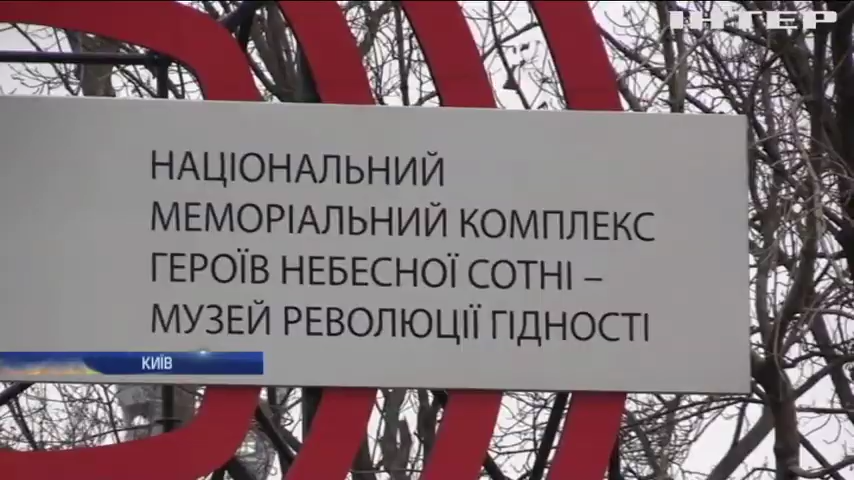 ІНТЕР
НАЦІОНАЛЬНИЙ
МЕМОРІАЛЬНИЙ КОМПЛЕКС
ГЕРОЇВ НЕБЕСНОЇ СОТНІ –
МУЗЕЙ РЕВОЛЮЦІЇ ГІДНОСТІ
КИЇВ